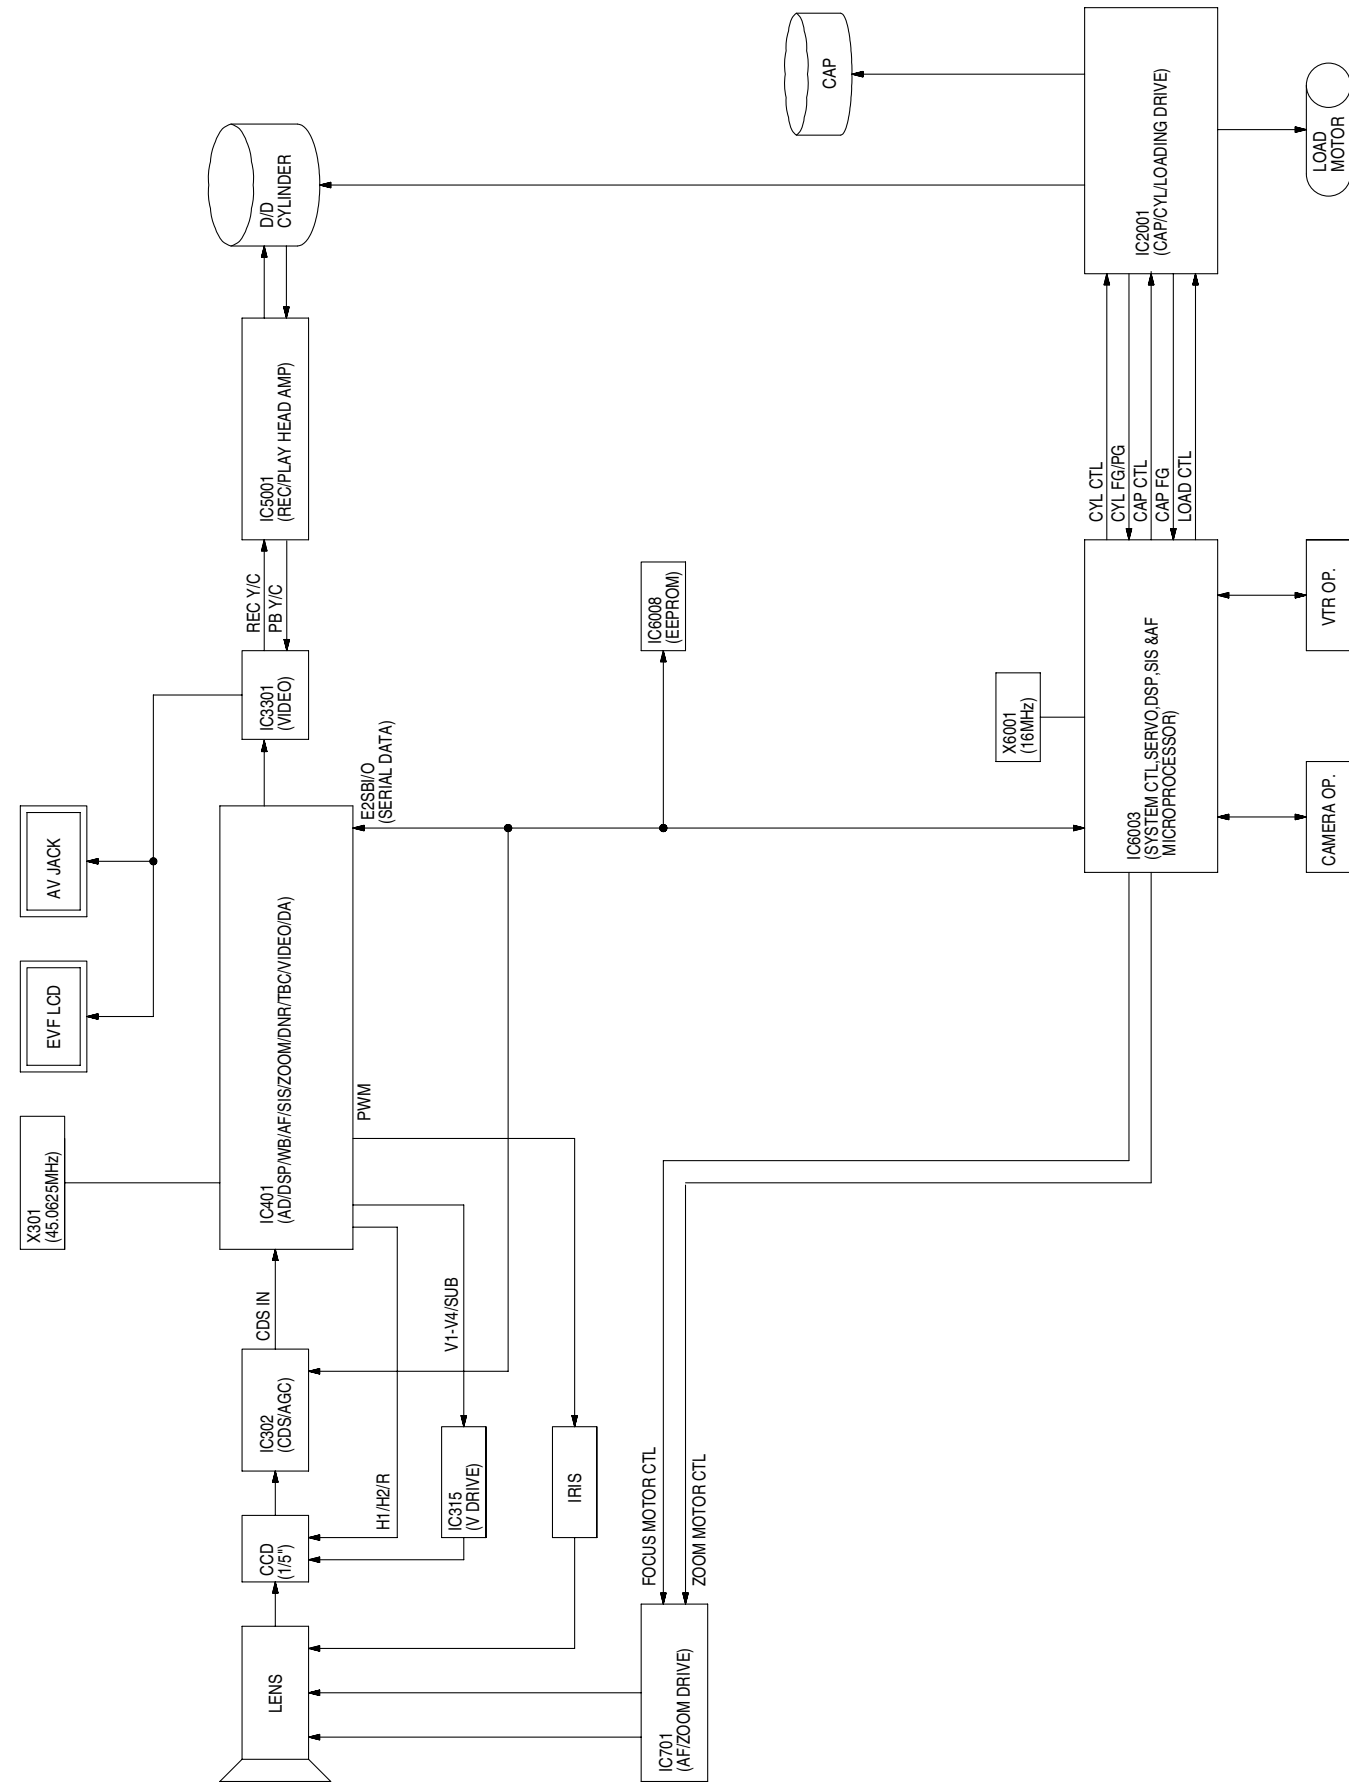 X301
(45.0625MHz)
EVF LCD
AV JACK
LENS
CCD
(1/5")
IC302
(CDS/AGC)
CDS IN
IC401
(AD/DSP/WB/AF/SIS/ZOOM/DNR/TBC/VIDEO/DA)
IC3301
(VIDEO)
REC Y/C
PB Y/C
IC5001
(REC/PLAY HEAD AMP)
D/D
CYLINDER
H1/H2/R
PWM
E2SBI/O
(SERIAL DATA)
V1-V4/SUB
IC315
(V DRIVE)
IRIS
FOCUS MOTOR CTL
ZOOM MOTOR CTL
IC701
(AF/ZOOM DRIVE)
IC6008
(EEPROM)
CAP
X6001
(16MHz)
IC6003
(SYSTEM CTL,SERVO,DSP,SIS &AF
MICROPROCESSOR)
CYL CTL
CYL FG/PG
CAP CTL
CAP FG
LOAD CTL
IC2001
(CAP/CYL/LOADING DRIVE)
CAMERA OP.
VTR OP.
LOAD
MOTOR